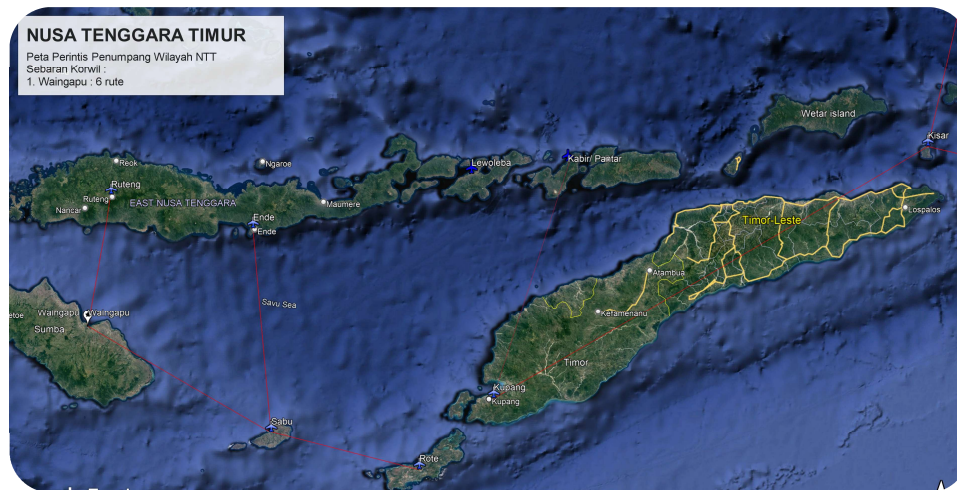 NUSA TENGGARA TIMUR
Peta Perintis Penumpang Wilayah NTT
Sebaran Korwil :
1. Waingapu : 6 rute
Wetar island
Kisar
Reok
Ngaroe
Lewoleba
Kabir/ Pantar
Ruteng
Ruteng
EAST NUSA TENGGARA
Nancar
Maumere
Ende
Ende
Lospalos
Timor-Leste
Atambua
Savu Sea
etoe
Waingapu
Waingapu
Sumba
Kefamenanu
Timor
Kupang
Kupang
Sabu
Rote